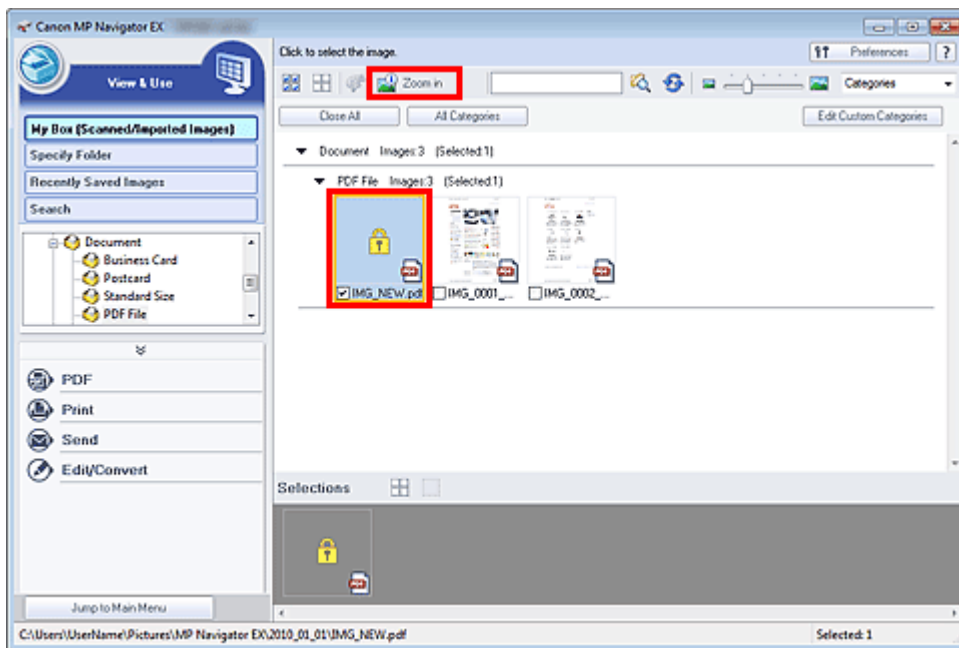 Canon MP Navigator EX
View & Use
Click to select the image.
Preferences
?
Zoom in
Categories
Close All
All Categories
Edit Custom Categories
My Box (Scanned/Imported Images)
Specify Folder
Recently Saved Images
Search
Document
Business Card
Postcard
Standard Size
PDF File
PDF
Print
Send
Edit/Convert
Jump to Main Menu
Document Images:3 (Selected:1)
PDF File Images:3 (Selected:1)
IMG_NEW.pdf
IMG_0001_...
IMG_0002_...
Selections
C:\Users\UserName\Pictures\MP Navigator EX\2010_01_01\IMG_NEW.pdf
Selected: 1